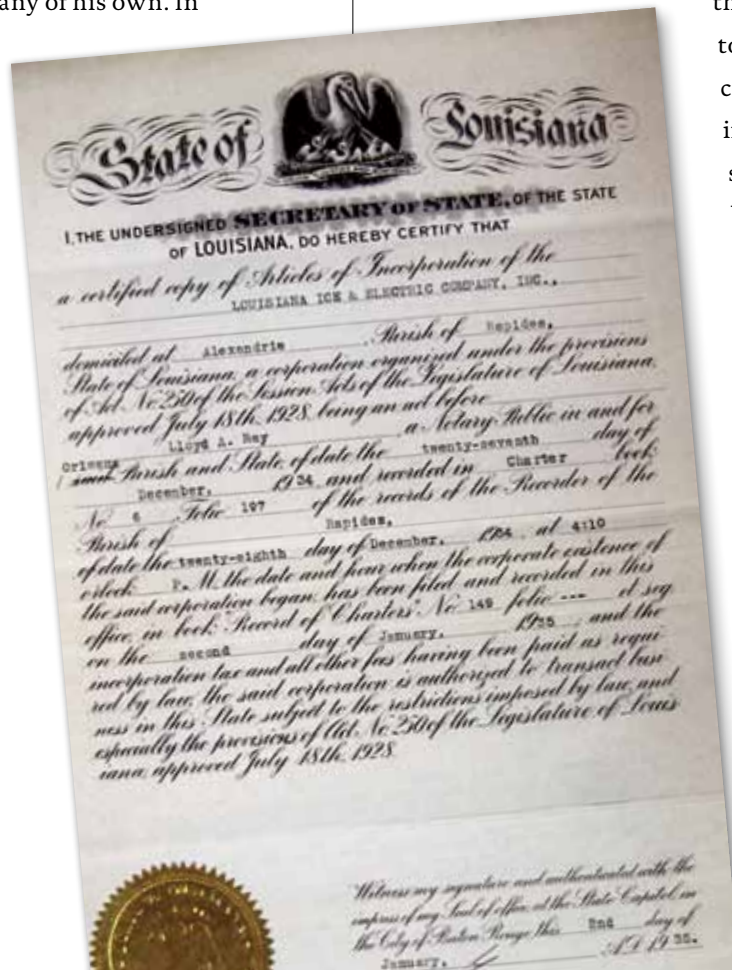 any of his own. In
th
to
State of Louisiana
I, THE UNDERSIGNED SECRETARY OF STATE, OF THE STATE
OF LOUISIANA, DO HEREBY CERTIFY THAT
a certified copy of Articles of Incorporation of the
LOUISIANA ICE & ELECTRIC COMPANY, INC.,
domiciled at Alexandria Parish of Rapides,
State of Louisiana, a corporation organized under the provisions
of Act No. 250 of the Session Acts of the Legislature of Louisiana,
approved July 18th, 1928, being an act before
Lloyd A. Ray a Notary Public in and for
Orleans Parish and State, of date the twenty-seventh day of
December, 1934 and recorded in Charter book
No. 6 Folio 197 of the records of the Recorder of the
Parish of Rapides,
of date the twenty-eighth day of December, 1934, at 4:10
o'clock P. M. the date and hour when the corporate existence of
the said corporation began, has been filed and recorded in this
office, in book "Record of Charters" No. 149 folio --- et seq
on the second day of January, 1935, and the
incorporation tax and all other fees having been paid as requi
red by law, the said corporation is authorized to transact busi
ness in this State subject to the restrictions imposed by law, and
especially the provisions of Act No. 250 of the Legislature of Louis
iana, approved July 18th, 1928.
Witness my signature and authenticated with the
impress of my Seal of office at the State Capitol, in
the City of Baton Rouge this 2nd day of
January, A.D. 1935.